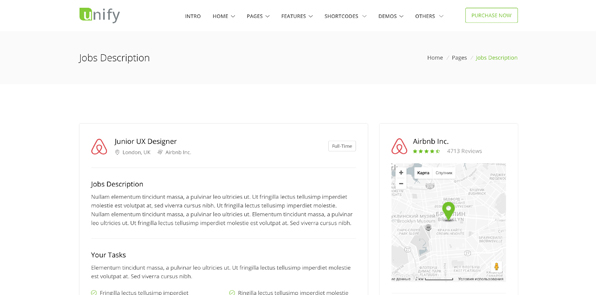 unify
INTRO HOME PAGES FEATURES SHORTCODES DEMOS OTHERS PURCHASE NOW
Jobs Description
Home / Pages / Jobs Description
Junior UX Designer
London, UK Airbnb Inc.
Full-Time
Jobs Description
Nullam elementum tincidunt massa, a pulvinar leo ultricies ut. Ut fringilla lectus tellusimp imperdiet
molestie est volutpat at, sed viverra cursus nibh. Ut fringilla lectus tellusimp imperdiet molestie.
Nullam elementum tincidunt massa, a pulvinar leo ultricies ut. Elementum tincidunt massa, a pulvinar
leo ultricies ut. Ut fringilla lectus tellusimp imperdiet molestie est volutpat at. Sed viverra cursus nibh.
Your Tasks
Elementum tincidunt massa, a pulvinar leo ultricies ut. Ut fringilla lectus tellusimp imperdiet molestie
est volutpat at. Sed viverra cursus nibh.
Fringilla lectus tellusimp imperdiet
Rinetilla lectus tellusimp imperdiet
Airbnb Inc.
4713 Reviews
Карта Спутник
2 км